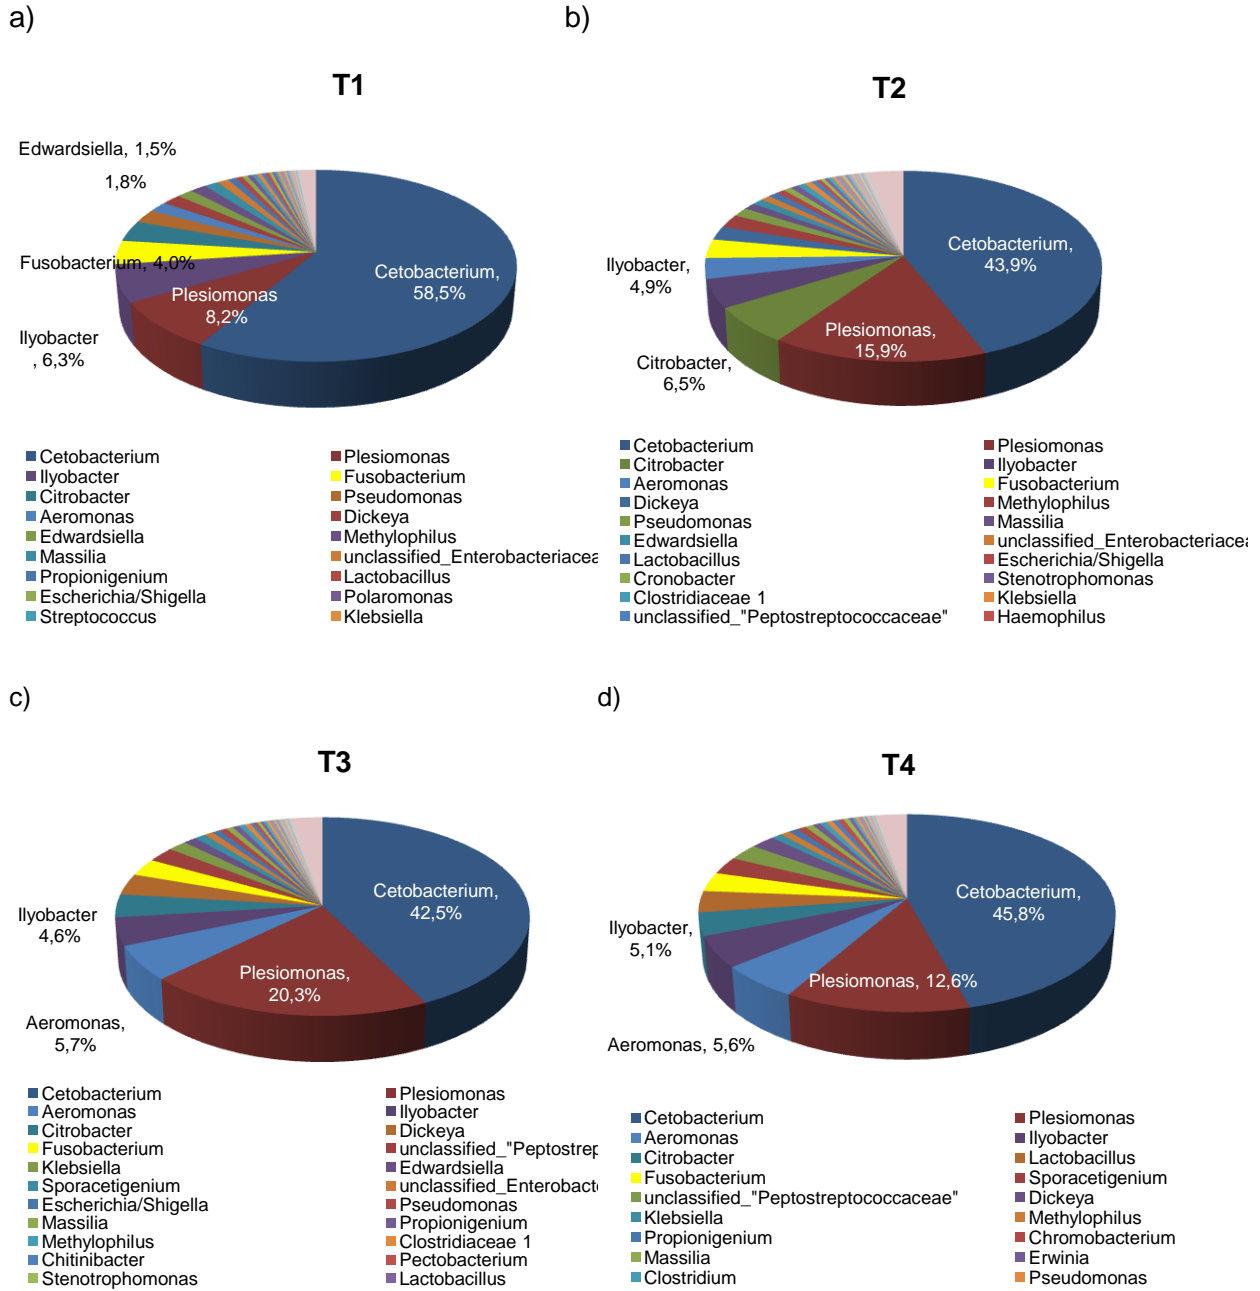 a)
T1
Edwardsiella, 1,5%
1,8%
Fusobacterium, 4,0%
Cetobacterium,
58,5%
Plesiomonas
8,2%
Ilyobacter
, 6,3%
Cetobacterium
Plesiomonas
Ilyobacter
Fusobacterium
Citrobacter
Pseudomonas
Aeromonas
Dickeya
Edwardsiella
Methylophilus
Massilia
unclassified_Enterobacteriacea
Propionigenium
Lactobacillus
Escherichia/Shigella
Polaromonas
Streptococcus
Klebsiella
b)
T2
Cetobacterium,
43,9%
Ilyobacter,
4,9%
Plesiomonas,
15,9%
Citrobacter,
6,5%
Cetobacterium
Plesiomonas
Citrobacter
Ilyobacter
Aeromonas
Fusobacterium
Dickeya
Methylophilus
Pseudomonas
Massilia
Edwardsiella
unclassified_Enterobacteriacea
Lactobacillus
Escherichia/Shigella
Cronobacter
Stenotrophomonas
Clostridiaceae 1
Klebsiella
unclassified_"Peptostreptococcaceae"
Haemophilus
c)
T3
Cetobacterium,
42,5%
Ilyobacter
4,6%
Plesiomonas,
20,3%
Aeromonas,
5,7%
Cetobacterium
Plesiomonas
Aeromonas
Ilyobacter
Citrobacter
Dickeya
Fusobacterium
unclassified_"Peptostrep
Klebsiella
Edwardsiella
Sporacetigenium
unclassified_Enterobact
Escherichia/Shigella
Pseudomonas
Massilia
Propionigenium
Methylophilus
Clostridiaceae 1
Chitinibacter
Pectobacterium
Stenotrophomonas
Lactobacillus
d)
T4
Cetobacterium,
45,8%
Ilyobacter,
5,1%
Plesiomonas, 12,6%
Aeromonas, 5,6%
Cetobacterium
Plesiomonas
Aeromonas
Ilyobacter
Citrobacter
Lactobacillus
Fusobacterium
Sporacetigenium
unclassified_"Peptostreptococcaceae"
Dickeya
Klebsiella
Methylophilus
Propionigenium
Chromobacterium
Massilia
Erwinia
Clostridium
Pseudomonas